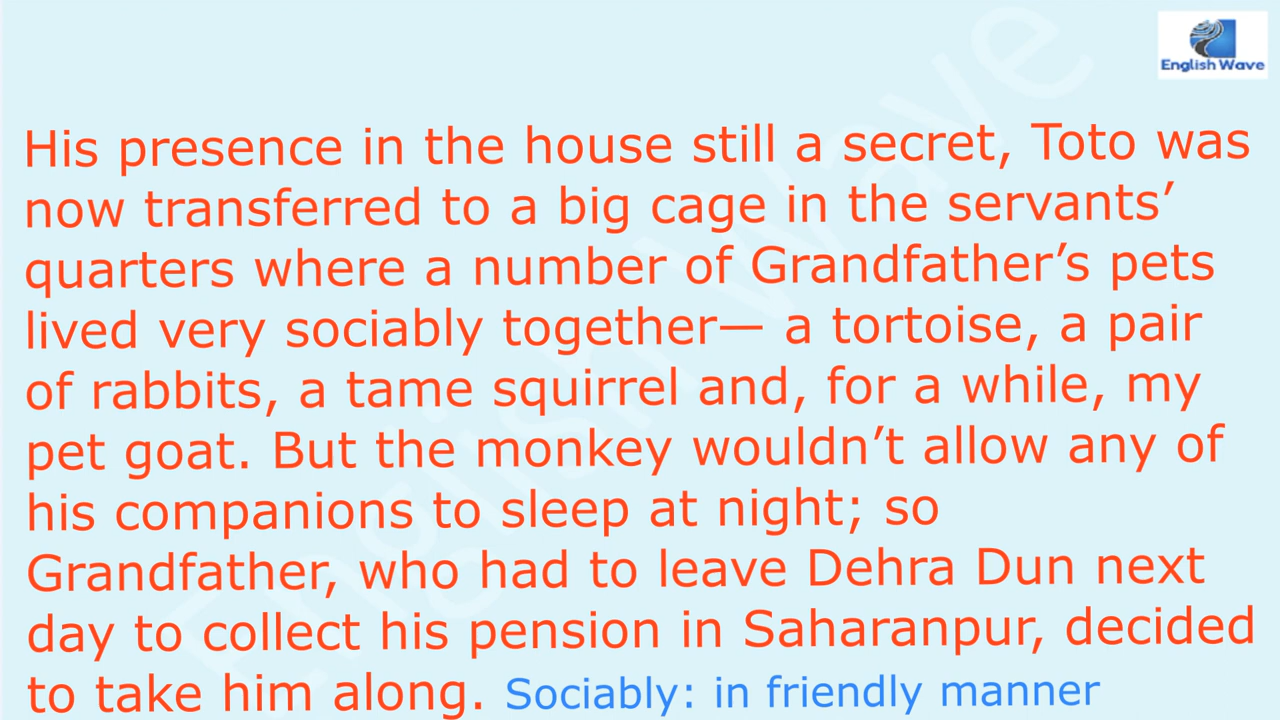 English Wave
His presence in the house still a secret, Toto was
now transferred to a big cage in the servants’
quarters where a number of Grandfather’s pets
lived very sociably together— a tortoise, a pair
of rabbits, a tame squirrel and, for a while, my
pet goat. But the monkey wouldn’t allow any of
his companions to sleep at night; so
Grandfather, who had to leave Dehra Dun next
day to collect his pension in Saharanpur, decided
to take him along. Sociably: in friendly manner
English Wave